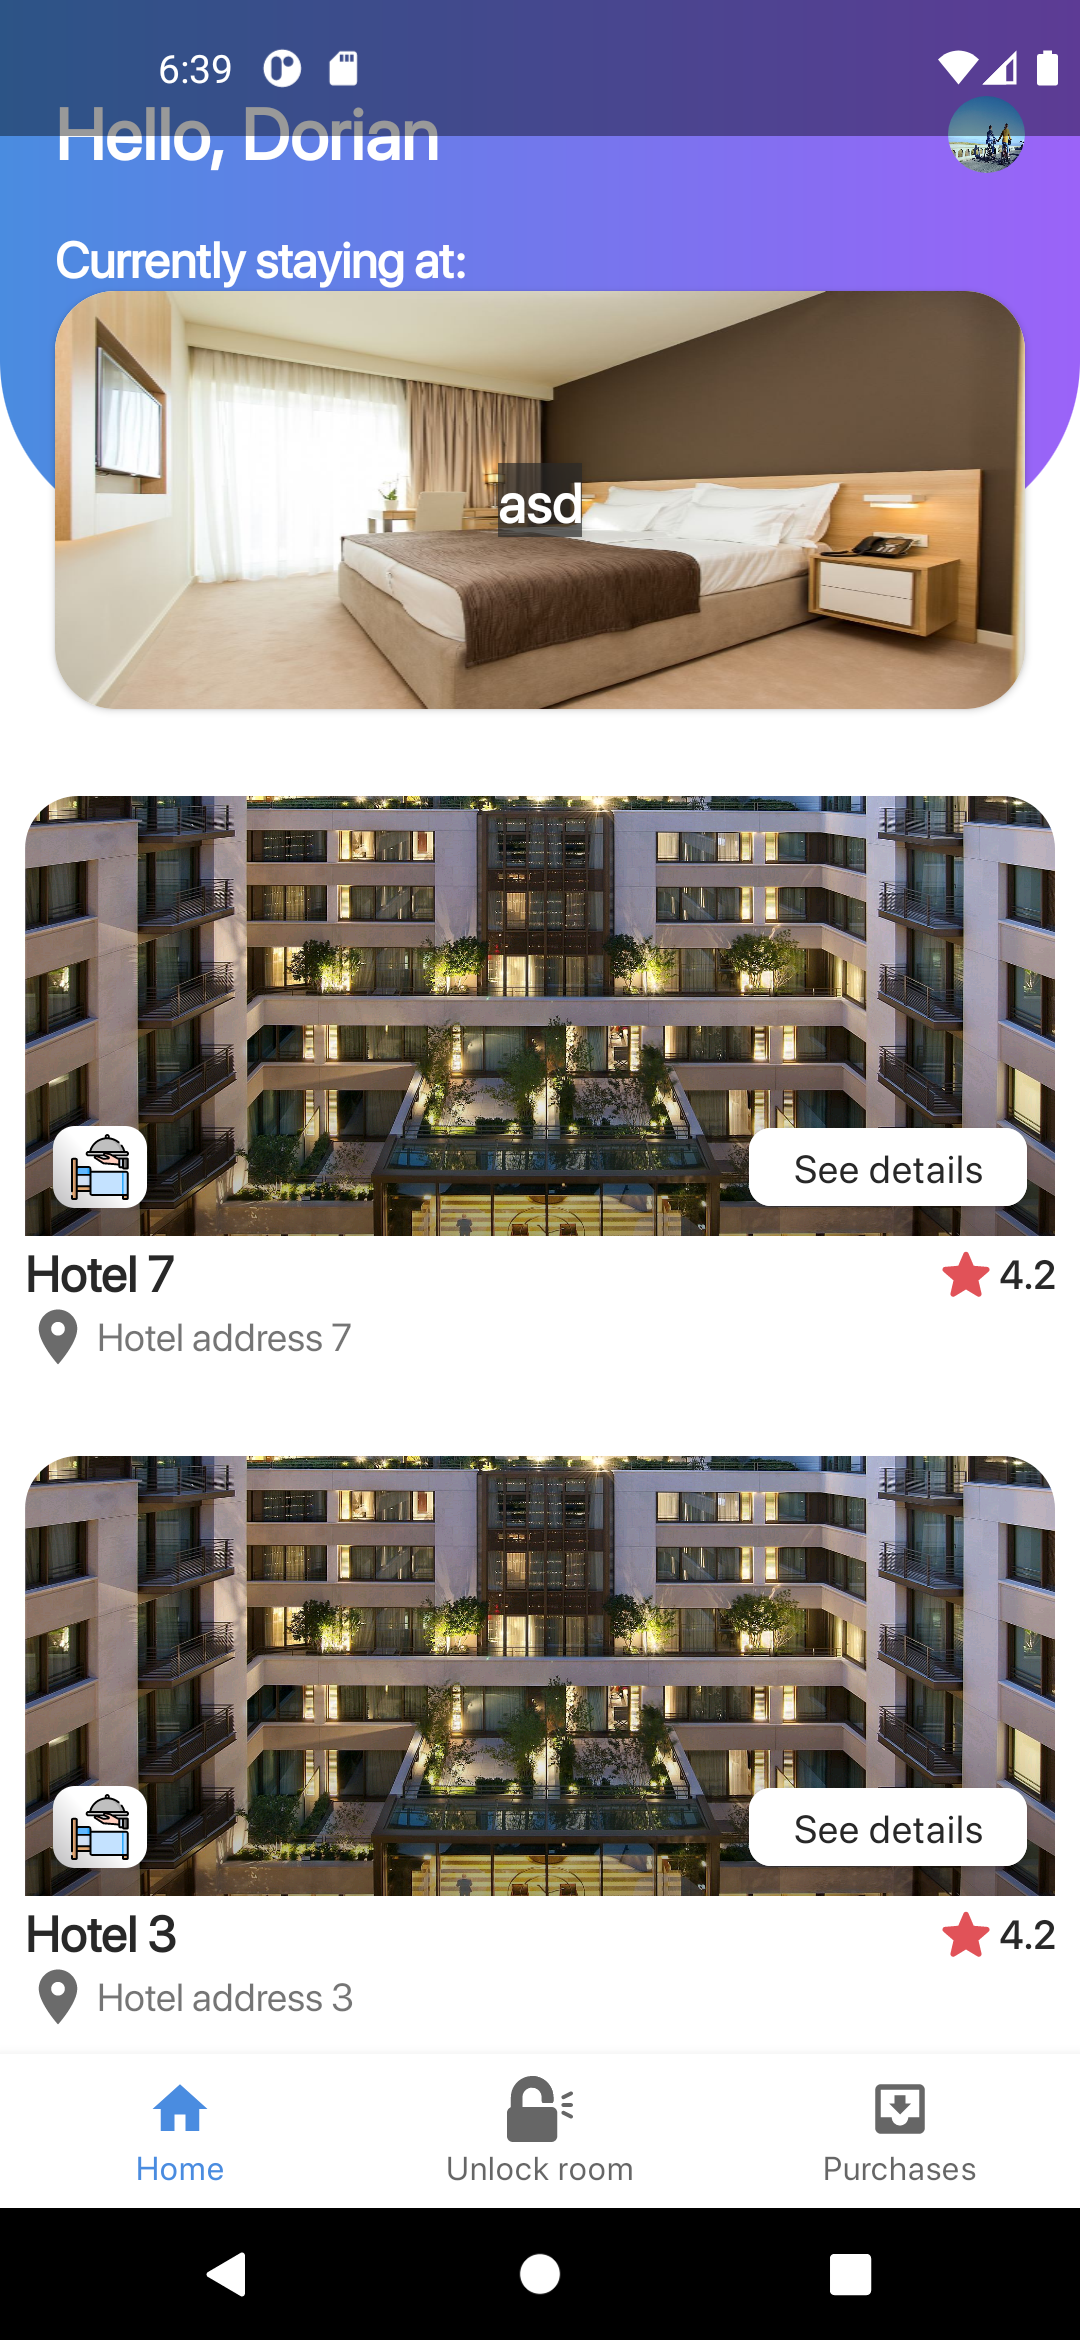 6:39
Hello, Dorian
Currently staying at:
asd
See details
Hotel 7
4.2
Hotel address 7
See details
Hotel 3
4.2
Hotel address 3
Home
Unlock room
Purchases